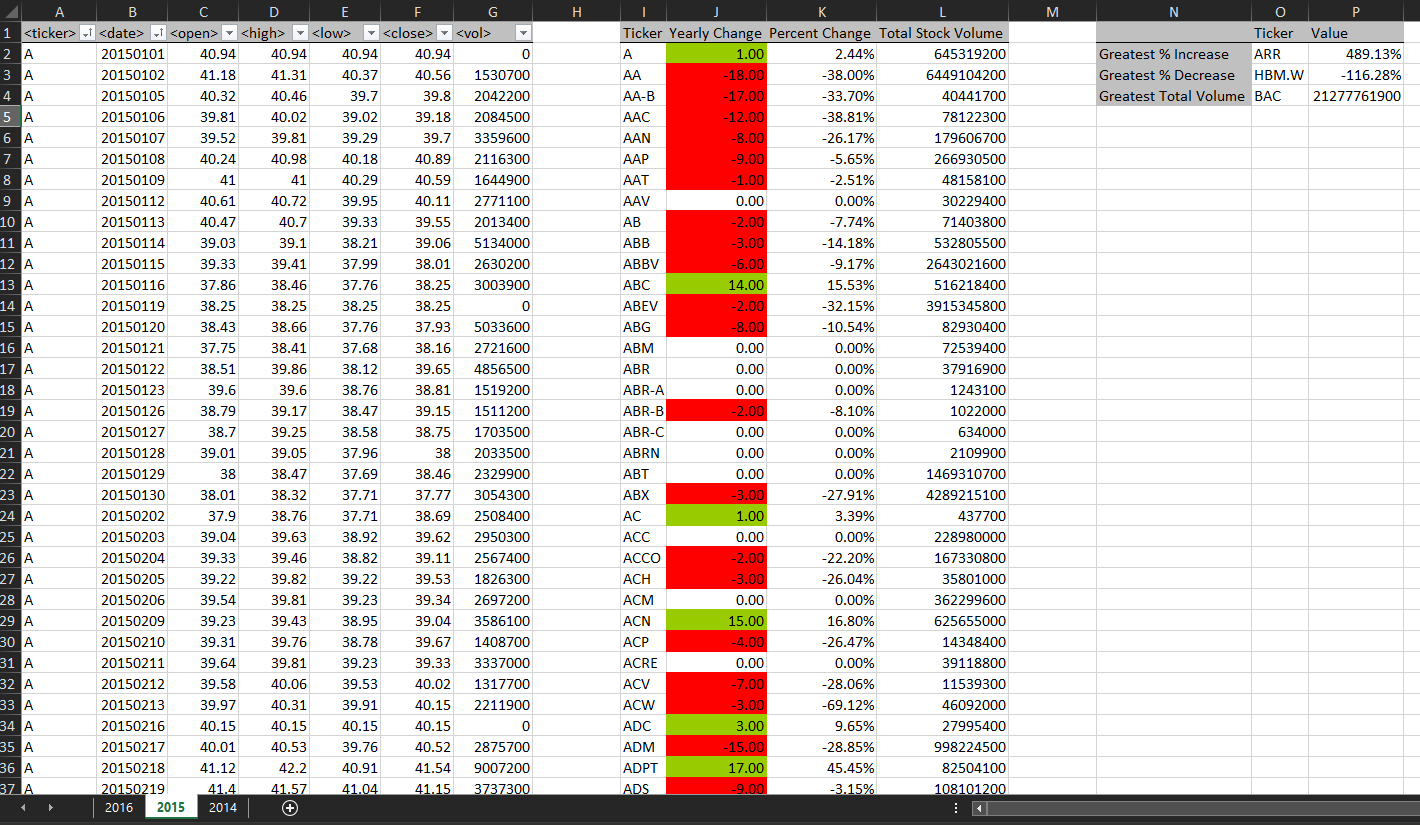 A B C D E F G H I J K L M N O P
1 <ticker> <date> <open> <high> <low> <close> <vol> Ticker Yearly Change Percent Change Total Stock Volume Ticker Value
2 A 20150101 40.94 40.94 40.94 40.94 0 A 1.00 2.44% 645319200 Greatest % Increase ARR 489.13%
3 A 20150102 41.18 41.31 40.37 40.56 1530700 AA -18.00 -38.00% 6449104200 Greatest % Decrease HBM.W -116.28%
4 A 20150105 40.32 40.46 39.7 39.8 2042200 AA-B -17.00 -33.70% 40441700 Greatest Total Volume BAC 21277761900
5 A 20150106 39.81 40.02 39.02 39.18 2084500 AAC -12.00 -38.81% 78122300
6 A 20150107 39.52 39.81 39.29 39.7 3359600 AAN -8.00 -26.17% 179606700
7 A 20150108 40.24 40.98 40.18 40.89 2116300 AAP -9.00 -5.65% 266930500
8 A 20150109 41 41 40.29 40.59 1644900 AAT -1.00 -2.51% 48158100
9 A 20150112 40.61 40.72 39.95 40.11 2771100 AAV 0.00 0.00% 30229400
10 A 20150113 40.47 40.7 39.33 39.55 2013400 AB -2.00 -7.74% 71403800
11 A 20150114 39.03 39.1 38.21 39.06 5134000 ABB -3.00 -14.18% 532805500
12 A 20150115 39.33 39.41 37.99 38.01 2630200 ABBV -6.00 -9.17% 2643021600
13 A 20150116 37.86 38.46 37.76 38.25 3003900 ABC 14.00 15.53% 516218400
14 A 20150119 38.25 38.25 38.25 38.25 0 ABEV -2.00 -32.15% 3915345800
15 A 20150120 38.43 38.66 37.76 37.93 5033600 ABG -8.00 -10.54% 82930400
16 A 20150121 37.75 38.41 37.68 38.16 2721600 ABM 0.00 0.00% 72539400
17 A 20150122 38.51 39.86 38.12 39.65 4856500 ABR 0.00 0.00% 37916900
18 A 20150123 39.6 39.6 38.76 38.81 1519200 ABR-A 0.00 0.00% 1243100
19 A 20150126 38.79 39.17 38.47 39.15 1511200 ABR-B -2.00 -8.10% 1022000
20 A 20150127 38.7 39.25 38.58 38.75 1703500 ABR-C 0.00 0.00% 634000
21 A 20150128 39.01 39.05 37.96 38 2033500 ABRN 0.00 0.00% 2109900
22 A 20150129 38 38.47 37.69 38.46 2329900 ABT 0.00 0.00% 1469310700
23 A 20150130 38.01 38.32 37.71 37.77 3054300 ABX -3.00 -27.91% 4289215100
24 A 20150202 37.9 38.76 37.71 38.69 2508400 AC 1.00 3.39% 437700
25 A 20150203 39.04 39.63 38.92 39.62 2950300 ACC 0.00 0.00% 228980000
26 A 20150204 39.33 39.46 38.82 39.11 2567400 ACCO -2.00 -22.20% 167330800
27 A 20150205 39.22 39.82 39.22 39.53 1826300 ACH -3.00 -26.04% 35801000
28 A 20150206 39.54 39.81 39.23 39.34 2697200 ACM 0.00 0.00% 362299600
29 A 20150209 39.23 39.43 38.95 39.04 3586100 ACN 15.00 16.80% 625655000
30 A 20150210 39.31 39.76 38.78 39.67 1408700 ACP -4.00 -26.47% 14348400
31 A 20150211 39.64 39.81 39.23 39.33 3337000 ACRE 0.00 0.00% 39118800
32 A 20150212 39.58 40.06 39.53 40.02 1317700 ACV -7.00 -28.06% 11539300
33 A 20150213 39.97 40.31 39.91 40.15 2211900 ACW -3.00 -69.12% 46092000
34 A 20150216 40.15 40.15 40.15 40.15 0 ADC 3.00 9.65% 27995400
35 A 20150217 40.01 40.53 39.76 40.52 2875700 ADM -15.00 -28.85% 998224500
36 A 20150218 41.12 42.2 40.91 41.54 9007200 ADPT 17.00 45.45% 82504100
37 A 20150219 41.4 41.57 41.04 41.15 3737300 ADS -9.00 -3.15% 108101200
2016 2015 2014